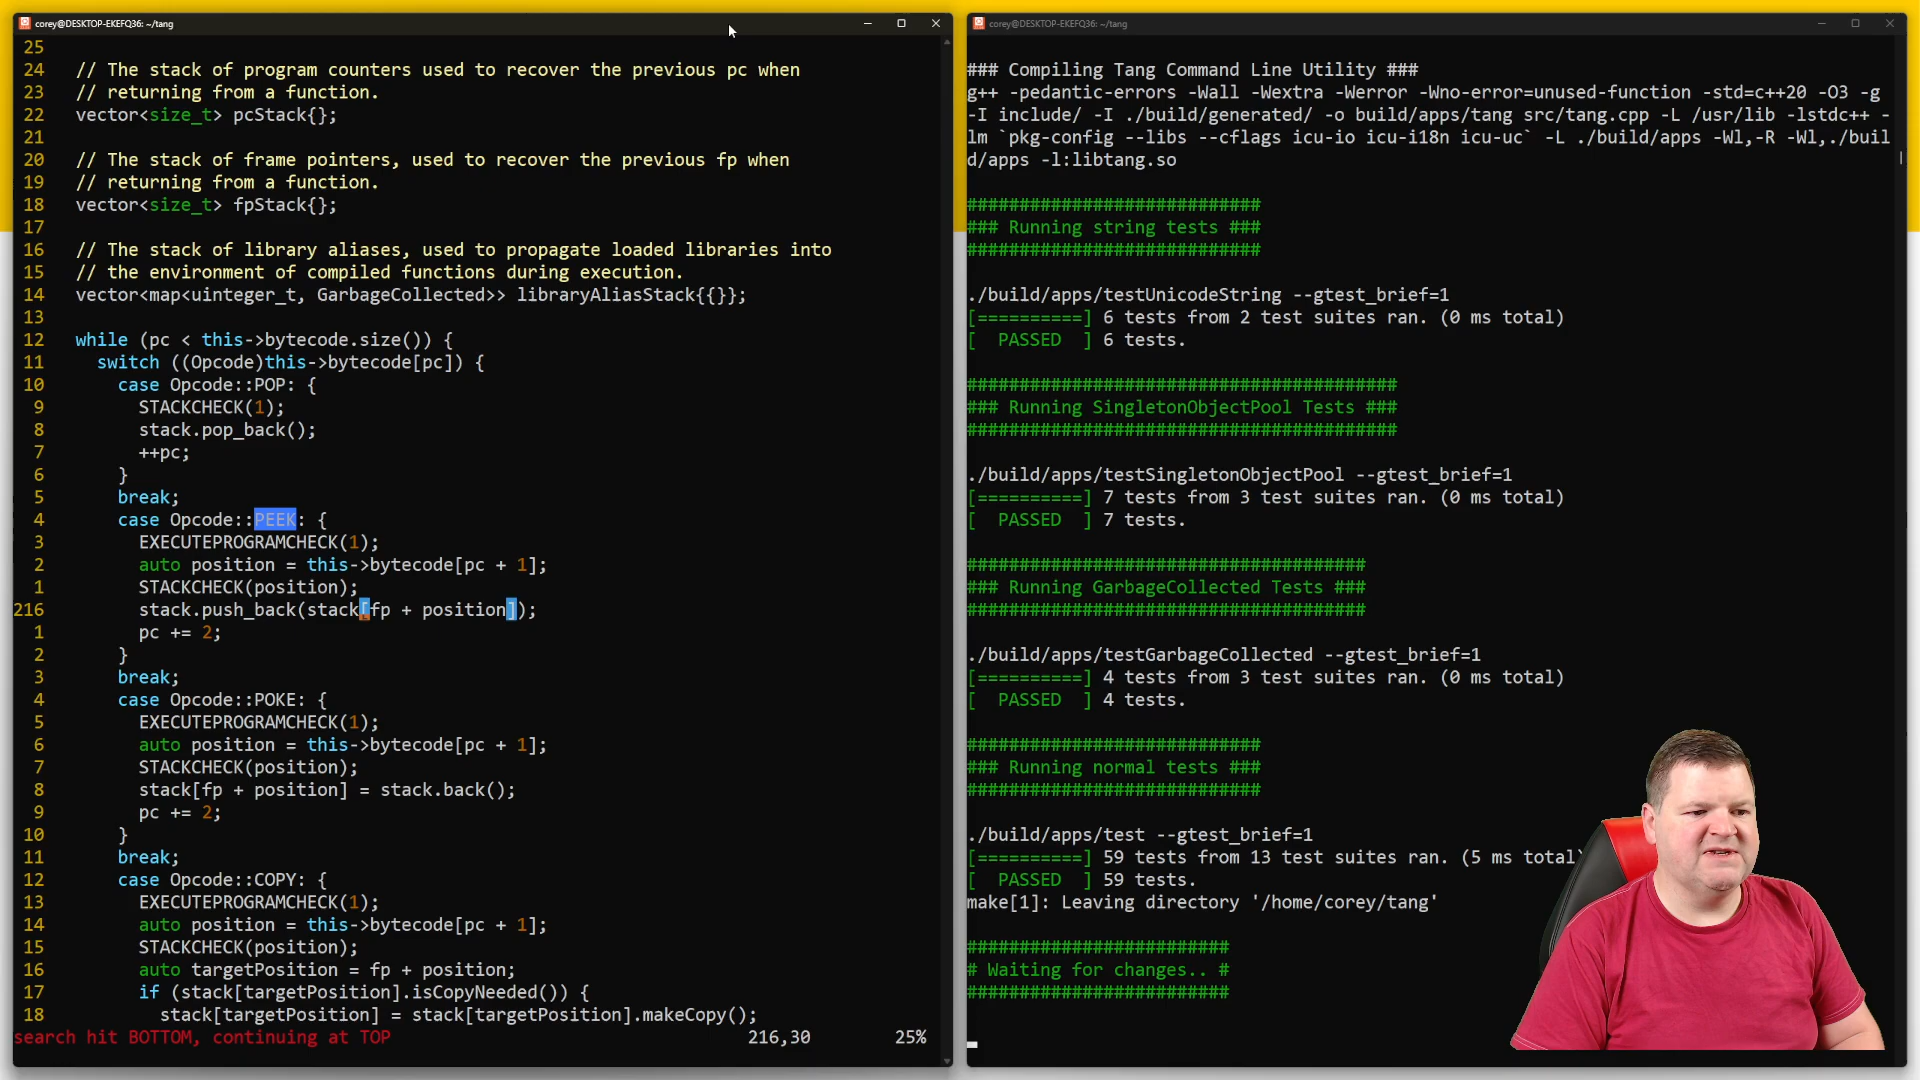 corey@DESKTOP-EKEFQ36: ~/tang
25
24 // The stack of program counters used to recover the previous pc when
23 // returning from a function.
22 vector<size_t> pcStack{};
21
20 // The stack of frame pointers, used to recover the previous fp when
19 // returning from a function.
18 vector<size_t> fpStack{};
17
16 // The stack of library aliases, used to propagate loaded libraries into
15 // the environment of compiled functions during execution.
14 vector<map<uinteger_t, GarbageCollected>> libraryAliasStack{{}};
13
12 while (pc < this->bytecode.size()) {
11 switch ((Opcode)this->bytecode[pc]) {
10 case Opcode::POP: {
9 STACKCHECK(1);
8 stack.pop_back();
7 ++pc;
6 }
5 break;
4 case Opcode::PEEK: {
3 EXECUTEPROGRAMCHECK(1);
2 auto position = this->bytecode[pc + 1];
1 STACKCHECK(position);
216 stack.push_back(stack[fp + position]);
1 pc += 2;
2 }
3 break;
4 case Opcode::POKE: {
5 EXECUTEPROGRAMCHECK(1);
6 auto position = this->bytecode[pc + 1];
7 STACKCHECK(position);
8 stack[fp + position] = stack.back();
9 pc += 2;
10 }
11 break;
12 case Opcode::COPY: {
13 EXECUTEPROGRAMCHECK(1);
14 auto position = this->bytecode[pc + 1];
15 STACKCHECK(position);
16 auto targetPosition = fp + position;
17 if (stack[targetPosition].isCopyNeeded()) {
18 stack[targetPosition] = stack[targetPosition].makeCopy();
search hit BOTTOM, continuing at TOP 216,30 25%
corey@DESKTOP-EKEFQ36: ~/tang
### Compiling Tang Command Line Utility ###
g++ -pedantic-errors -Wall -Wextra -Werror -Wno-error=unused-function -std=c++20 -O3 -g
-I include/ -I ./build/generated/ -o build/apps/tang src/tang.cpp -L /usr/lib -lstdc++ -
lm `pkg-config --libs --cflags icu-io icu-i18n icu-uc` -L ./build/apps -Wl,-R -Wl,./buil
d/apps -l:libtang.so
############################
### Running string tests ###
############################
./build/apps/testUnicodeString --gtest_brief=1
[==========] 6 tests from 2 test suites ran. (0 ms total)
[  PASSED  ] 6 tests.
#########################################
### Running SingletonObjectPool Tests ###
#########################################
./build/apps/testSingletonObjectPool --gtest_brief=1
[==========] 7 tests from 3 test suites ran. (0 ms total)
[  PASSED  ] 7 tests.
######################################
### Running GarbageCollected Tests ###
######################################
./build/apps/testGarbageCollected --gtest_brief=1
[==========] 4 tests from 3 test suites ran. (0 ms total)
[  PASSED  ] 4 tests.
############################
### Running normal tests ###
############################
./build/apps/test --gtest_brief=1
[==========] 59 tests from 13 test suites ran. (5 ms total)
[  PASSED  ] 59 tests.
make[1]: Leaving directory '/home/corey/tang'
#########################
# Waiting for changes.. #
#########################